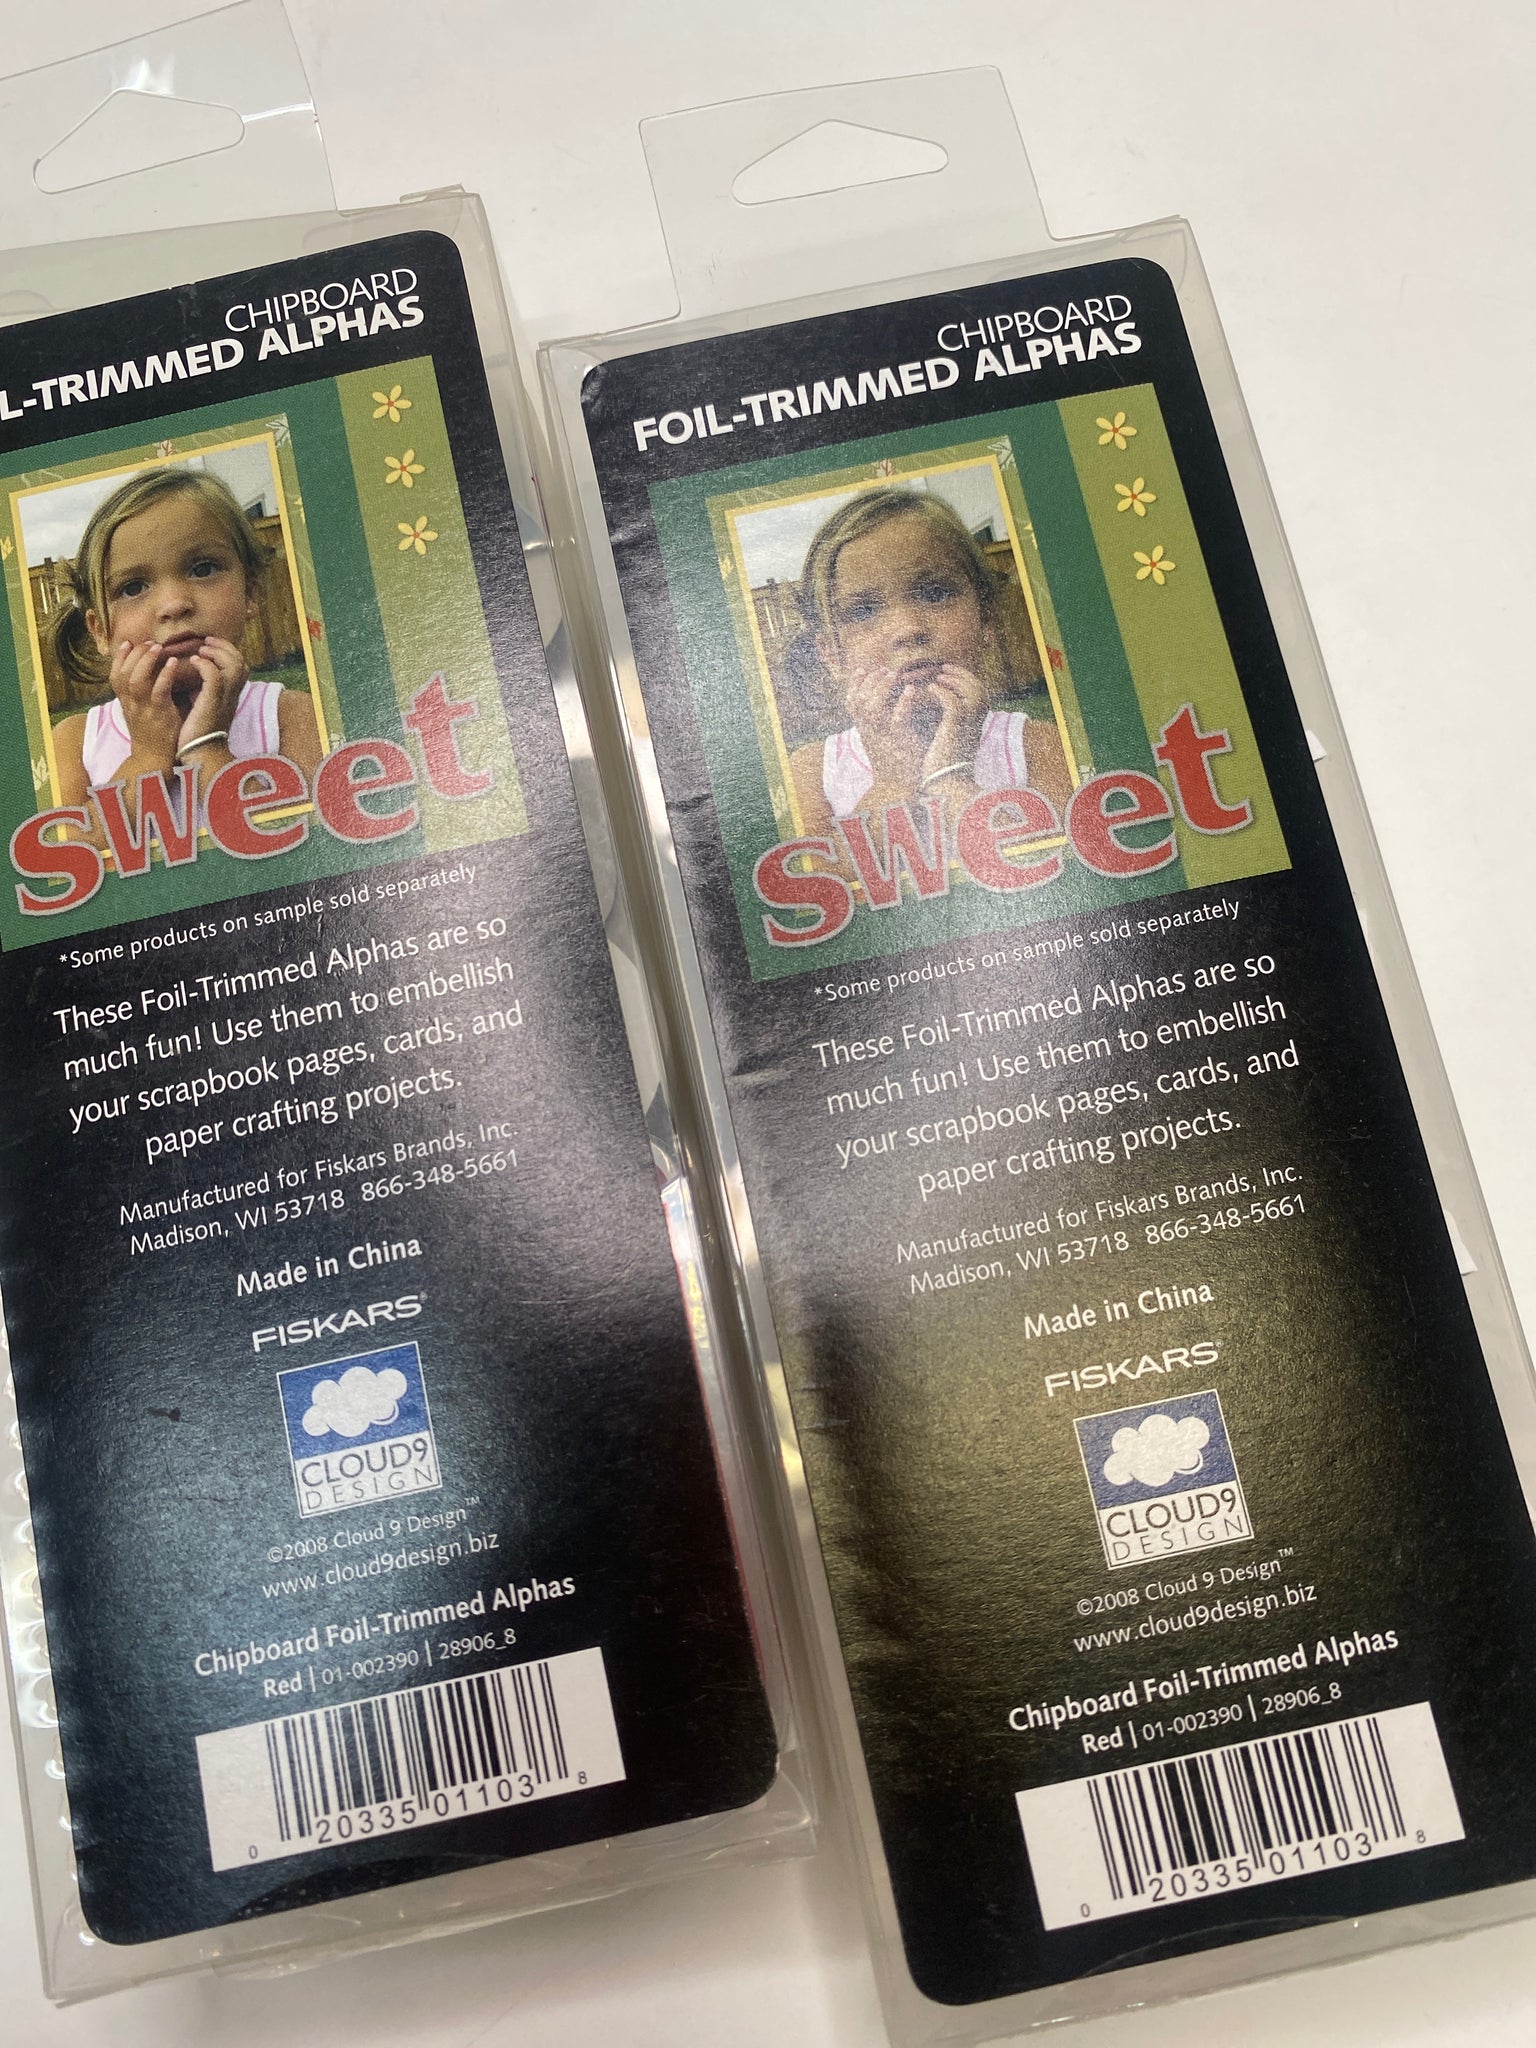 CHIPBOARD
L-TRIMMED ALPHAS
sweet
*Some products on sample sold separately
These Foil-Trimmed Alphas are so
much fun! Use them to embellish
your scrapbook pages, cards, and
paper crafting projects.
Manufactured for Fiskars Brands, Inc.
Madison, WI 53718 866-348-5661
Made in China
FISKARS®
CLOUD9
DESIGN
©2008 Cloud 9 Design™
www.cloud9design.biz
Chipboard Foil-Trimmed Alphas
Red | 01-002390 | 28906_8
0 20335 01103 8
CHIPBOARD
FOIL-TRIMMED ALPHAS
sweet
*Some products on sample sold separately
These Foil-Trimmed Alphas are so
much fun! Use them to embellish
your scrapbook pages, cards, and
paper crafting projects.
Manufactured for Fiskars Brands, Inc.
Madison, WI 53718 866-348-5661
Made in China
FISKARS®
CLOUD9
DESIGN
©2008 Cloud 9 Design™
www.cloud9design.biz
Chipboard Foil-Trimmed Alphas
Red | 01-002390 | 28906_8
0 20335 01103 8